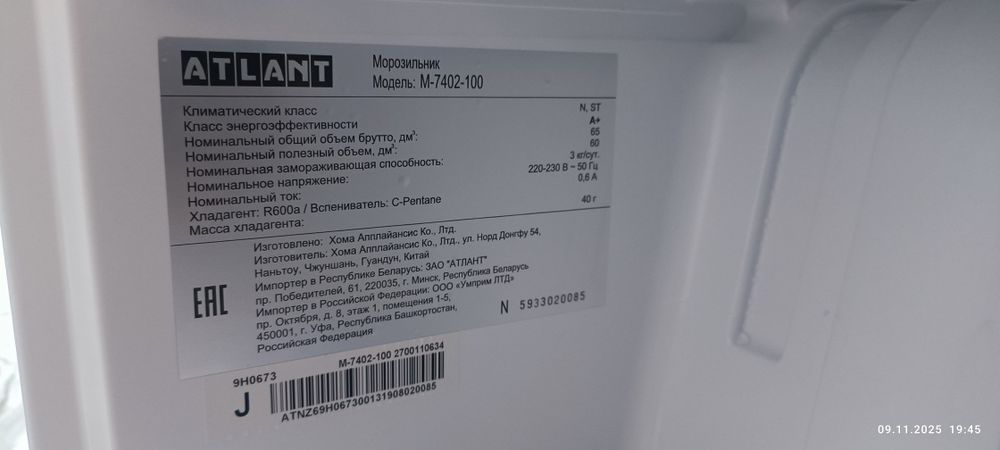 ATLANT
Морозильник
Модель: М-7402-100
Климатический класс N, ST
Класс энергоэффективности A+
Номинальный общий объем брутто, дм³: 65
Номинальный полезный объем, дм³: 60
Номинальная замораживающая способность: 3 кг/сут.
Номинальное напряжение: 220-230 В ~ 50 Гц
Номинальный ток: 0,6 А
Хладагент: R600a / Вспениватель: C-Pentane
Масса хладагента: 40 г
Изготовлено: Хома Апплайансис Ко., Лтд.
Изготовитель: Хома Апплайансис Ко., Лтд., ул. Норд Донгфу 54,
Наньтоу, Чжуншань, Гуандун, Китай
Импортер в Республике Беларусь: ЗАО "АТЛАНТ"
пр. Победителей, 61, 220035, г. Минск, Республика Беларусь
Импортер в Российской Федерации: ООО «Умприм ЛТД»
пр. Октября, д. 8, этаж 1, помещения 1-5,
450001, г. Уфа, Республика Башкортостан,
Российская Федерация
EAC
N 5933020085
9H0673
J
M-7402-100 2700110634
ATNZ69H067300131908020085
09.11.2025 19:45